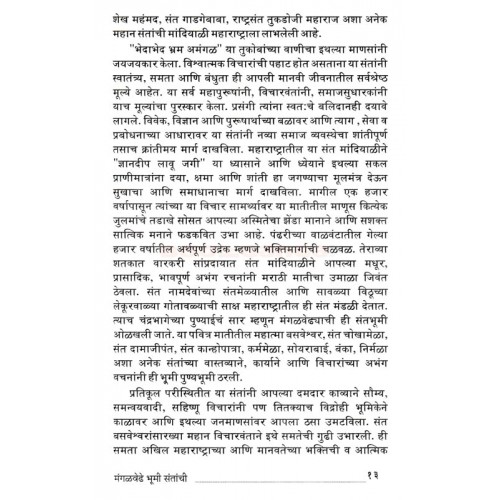 शेख महंमद, संत गाडगेबाबा, राष्ट्रसंत तुकडोजी महाराज अशा अनेक
महान संतांची मांदियाळी महाराष्ट्राला लाभलेली आहे.
"भेदाभेद भ्रम अमंगळ" या तुकोबांच्या वाणीचा इथल्या माणसांनी
जयजयकार केला. विश्वात्मक विचारांची पहाट होत असताना या संतांनी
स्वातंत्र्य, समता आणि बंधुता ही आपली मानवी जीवनातील सर्वश्रेष्ठ
मूल्ये आहेत. या सर्व महापुरूषांनी, विचारवंतांनी, समाजसुधारकांनी
याच मूल्यांचा पुरस्कार केला. प्रसंगी त्यांना स्वतःचे बलिदानही दयावे
लागले. विवेक, विज्ञान आणि पुरूषार्थाच्या बळावर आणि त्याग, सेवा व
प्रबोधनाच्या आधारावर या संतांनी नव्या समाज व्यवस्थेचा शांतीपूर्ण
तसाच क्रांतीमय मार्ग दाखविला. महाराष्ट्रातील या संत मांदियाळीने
"ज्ञानदीप लावू जगी" या ध्यासाने आणि ध्येयाने इथल्या सकल
प्राणीमात्रांना दया, क्षमा आणि शांती हा जगण्याचा मूलमंत्र देऊन
सुखाचा आणि समाधानाचा मार्ग दाखविला. मागील एक हजार
वर्षापासून त्यांच्या या विचार सामर्थ्यावर या मातीतील माणूस कित्येक
जुलमांचे तडाखे सोसत आपल्या अस्मितेचा झेंडा मानाने आणि सशक्त
सात्विक मनाने फडकवित उभा आहे. पंढरीच्या वाळवंटातील गेल्या
हजार वर्षातील अर्थपूर्ण उद्रेक म्हणजे भक्तिमार्गाची चळवळ. तेराव्या
शतकात वारकरी सांप्रदायात संत मांदियाळीने आपल्या मधुर,
प्रासादिक, भावपूर्ण अभंग रचनांनी मराठी मातीचा उमाळा जिवंत
ठेवला. संत नामदेवांच्या संतमेळ्यातील आणि सावळ्या विठूच्या
लेकूरवाळ्या गोतावळ्याची साक्ष महाराष्ट्रातील ही संत मंडळी देतात.
त्याच चंद्रभागेच्या पुण्याईचं सार म्हणून मंगळवेढ्याची ही संतभूमी
ओळखली जाते. या पवित्र मातीतील महात्मा बसवेश्वर, संत चोखामेळा,
संत दामाजीपंत, संत कान्होपात्रा, कर्ममेळा, सोयराबाई, बंका, निर्मळा
अशा अनेक संतांच्या वास्तव्याने, कार्याने आणि विचारांच्या अभंग
वचनांनी ही भूमी पुण्यभूमी ठरली.
प्रतिकूल परीस्थितीत या संतांनी आपल्या दमदार काव्याने सौम्य,
समन्वयवादी, सहिष्णू विचारांनी पण तितक्याच विद्रोही भूमिकेने
काळावर आणि इथल्या जनमाणसांवर आपला ठसा उमटविला. संत
बसवेश्वरांसारख्या महान विचारवंताने इथे समतेची गुढी उभारली. ही
समता अखिल महाराष्ट्राच्या आणि मानवतेच्या भक्तिची व आत्मिक
मंगळवेढे भूमी संतांची १३